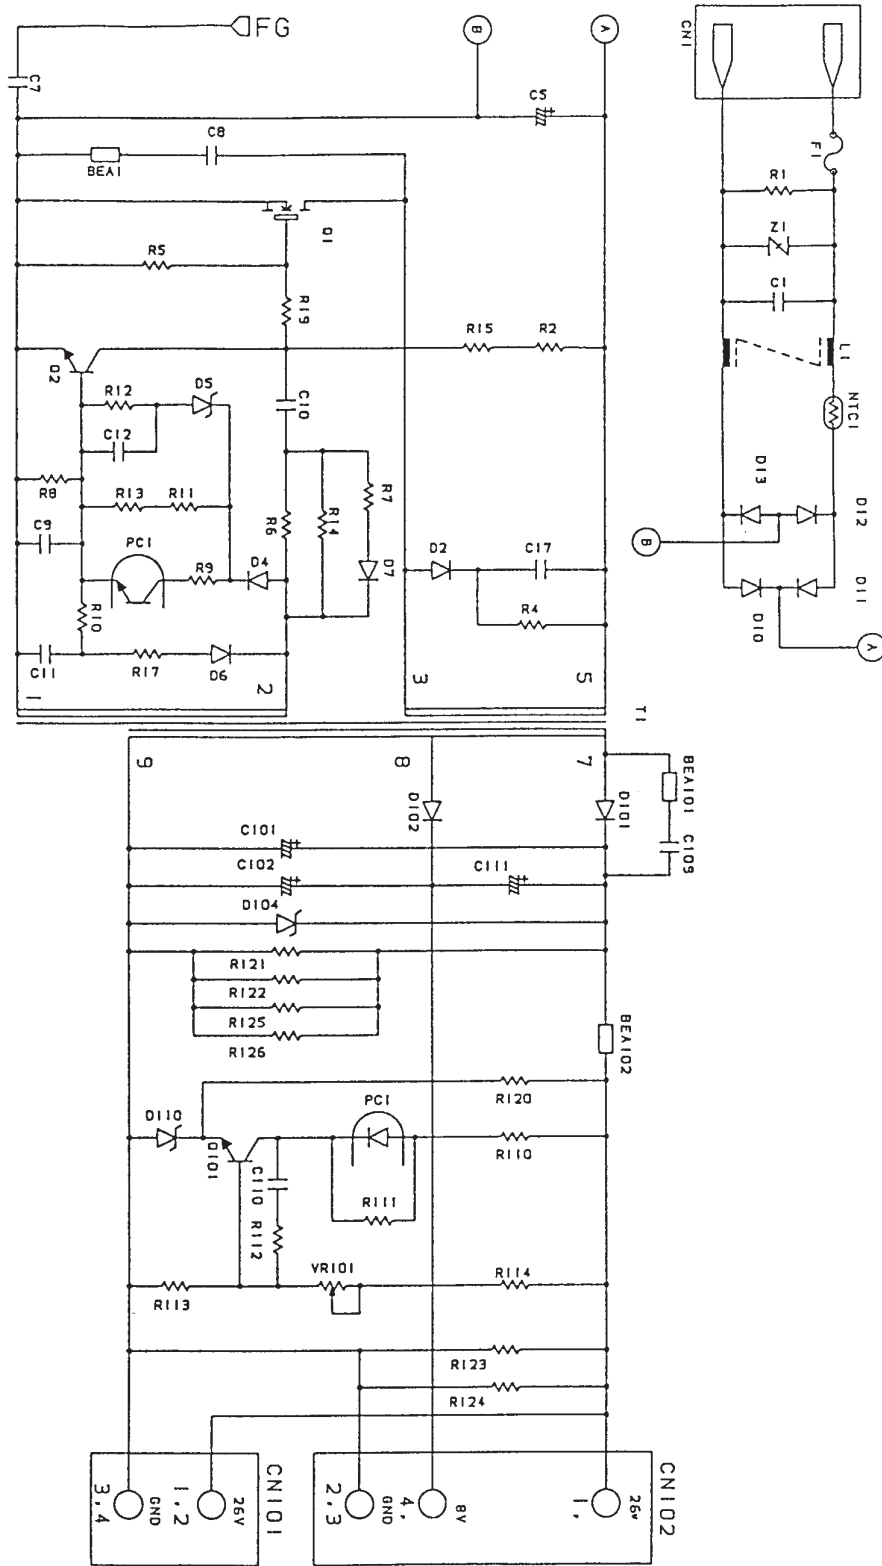 FG
B
A
CN1
C7
C5
F1
C8
BEA1
R1
Q1
Z1
R5
C1
R19
R15
R2
L1
Q2
D5
R12
C10
NTC1
C12
R8
R13
R11
R7
D13
D12
R6
R14
C9
PC1
D2
C17
B
R9
D4
D7
D11
R10
R4
D10
C11
R17
D6
A
1
2
3
5
T1
9
8
7
BEA101
D102
D101
C101
C109
C102
C111
D104
R121
R122
R125
BEA102
R126
R120
D110
PC1
Q101
R110
C110
R111
R112
VR101
R114
R113
R123
R124
CN101
CN102
3,4
GND
1,2
26V
2,3
GND
4,
8V
1,
26v